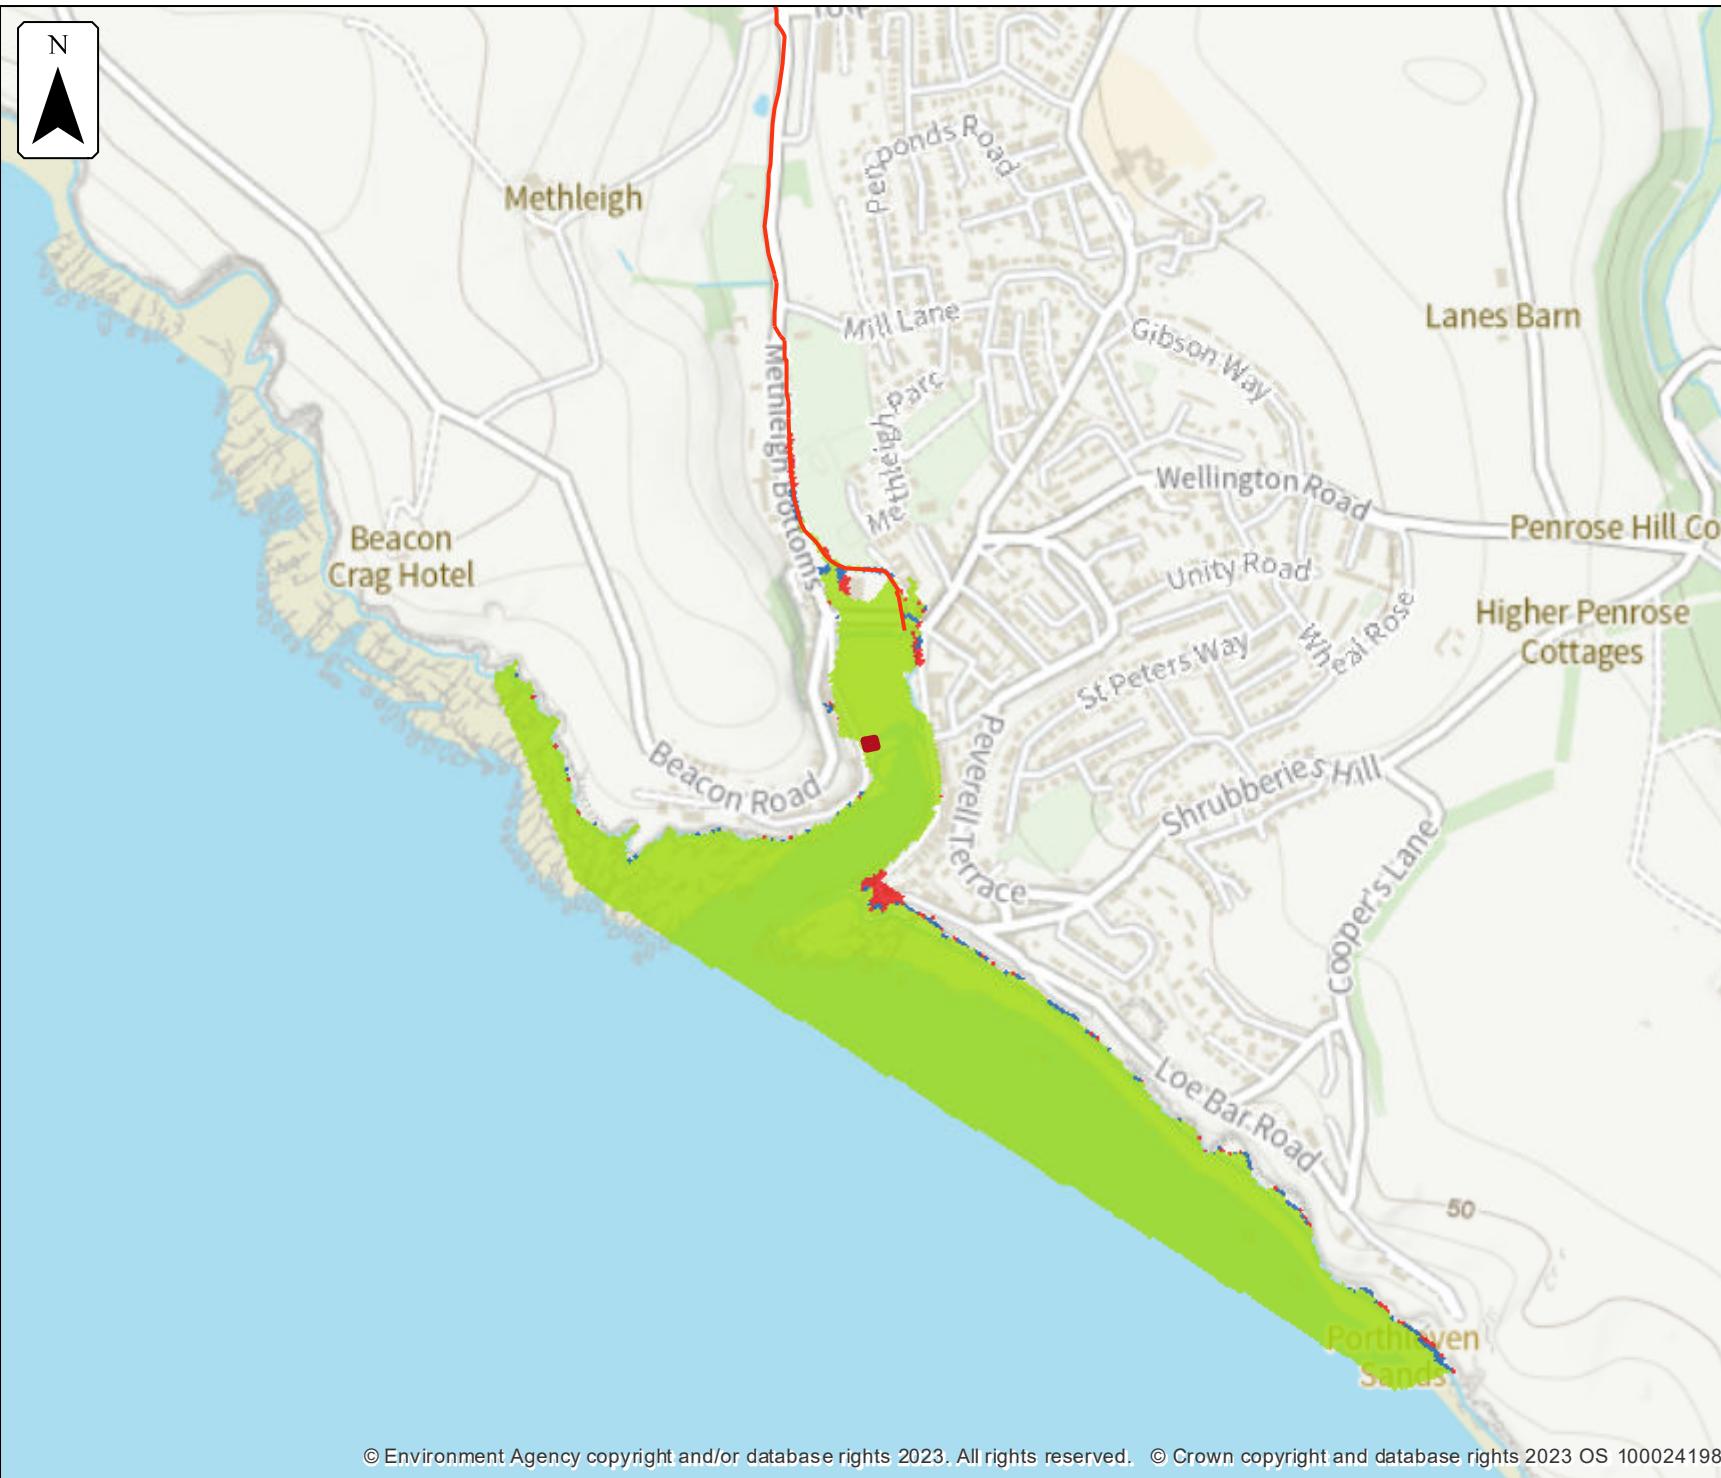 N
Penponds Road
Methleigh
Mill Lane
Gibson Way
Lanes Barn
Methleigh Parc
Methleigh Bottoms
Wellington Road
Penrose Hill Co
Beacon
Crag Hotel
Unity Road
Higher Penrose
Cottages
Wheal Rose
St Peters Way
Peverell Terrace
Beacon Road
Shrubberies Hill
Cooper's Lane
Loe Bar Road
50
Porthleven
Sands
© Environment Agency copyright and/or database rights 2023. All rights reserved. © Crown copyright and database rights 2023 OS 100024198